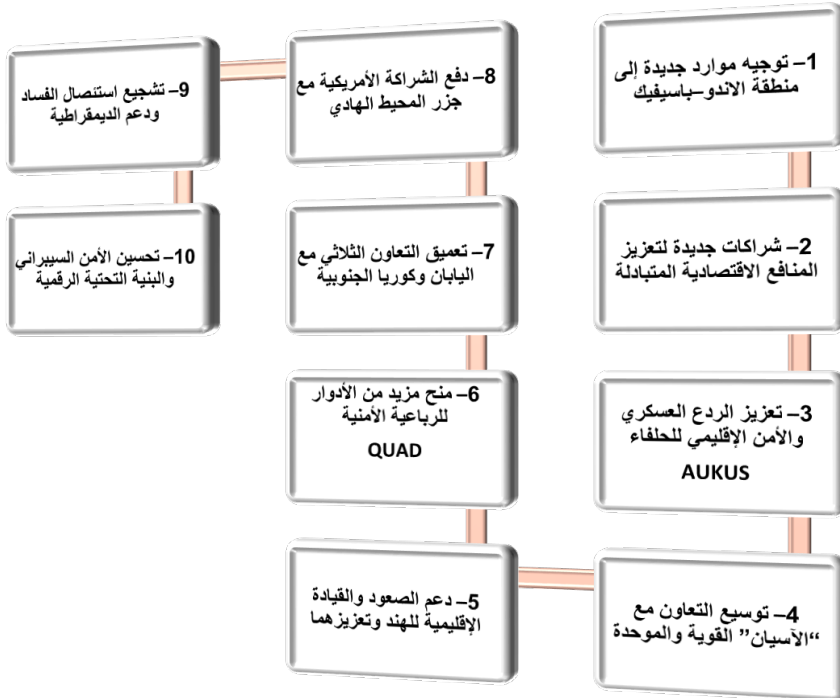 1– توجيه موارد جديدة إلى
منطقة الاندو–باسيفيك
2– شراكات جديدة لتعزيز
المنافع الاقتصادية المتبادلة
3– تعزيز الردع العسكري
والأمن الإقليمي للحلفاء
AUKUS
4– توسيع التعاون مع
“الآسيان” القوية والموحدة
5– دعم الصعود والقيادة
الإقليمية للهند وتعزيزهما
6– منح مزيد من الأدوار
للرباعية الأمنية
QUAD
7– تعميق التعاون الثلاثي مع
اليابان وكوريا الجنوبية
8– دفع الشراكة الأمريكية مع
جزر المحيط الهادي
9– تشجيع استئصال الفساد
ودعم الديمقراطية
10– تحسين الأمن السيبراني
والبنية التحتية الرقمية